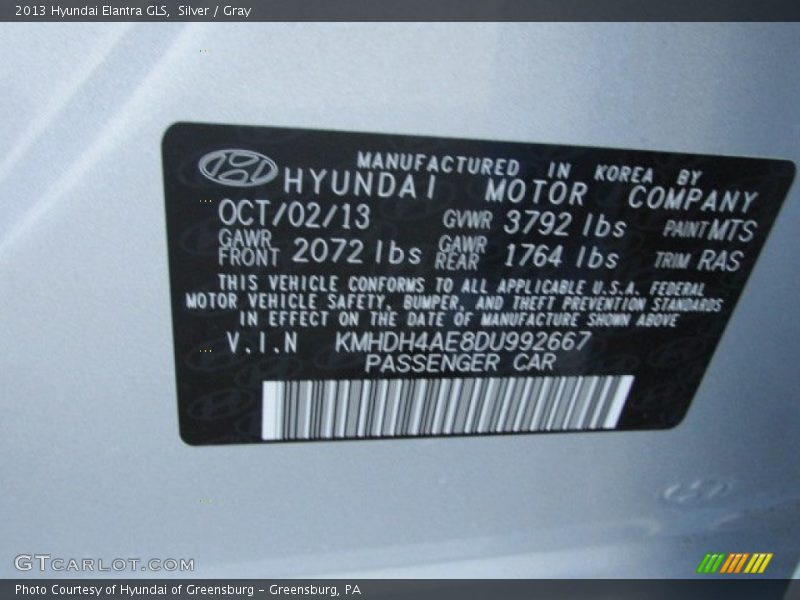 2013 Hyundai Elantra GLS,  Silver / Gray
MANUFACTURED IN KOREA BY
HYUNDAI MOTOR COMPANY
OCT/02/13 GVWR 3792 lbs PAINT MTS
GAWR FRONT 2072 lbs GAWR REAR 1764 lbs TRIM RAS
THIS VEHICLE CONFORMS TO ALL APPLICABLE U.S.A. FEDERAL
MOTOR VEHICLE SAFETY, BUMPER, AND THEFT PREVENTION STANDARDS
IN EFFECT ON THE DATE OF MANUFACTURE SHOWN ABOVE
V.I.N KMHDH4AE8DU992667
PASSENGER CAR
GTCARLOT.COM
Photo Courtesy of Hyundai of Greensburg – Greensburg, PA